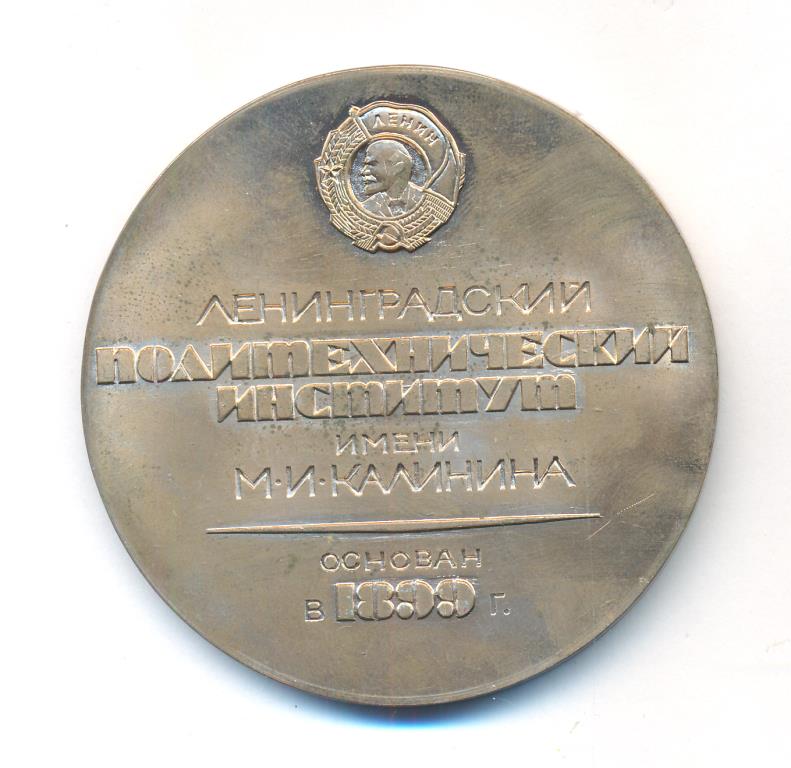 ЛЕНИН
ЛЕНИНГРАДСКИЙ
ПОЛИТЕХНИЧЕСКИЙ
ИНСТИТУТ
ИМЕНИ
М·И·КАЛИНИНА
ОСНОВАН
В 1899 Г.